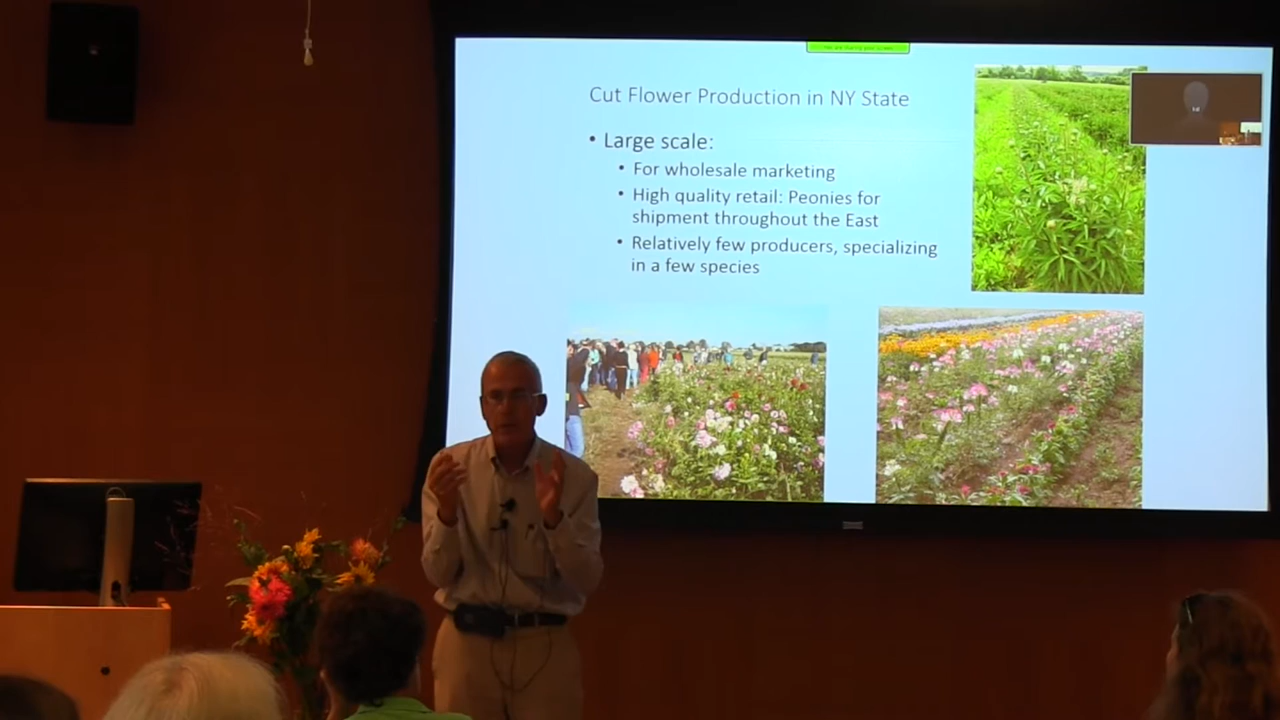 Cut Flower Production in NY State
• Large scale:
• For wholesale marketing
• High quality retail: Peonies for
shipment throughout the East
• Relatively few producers, specializing
in a few species